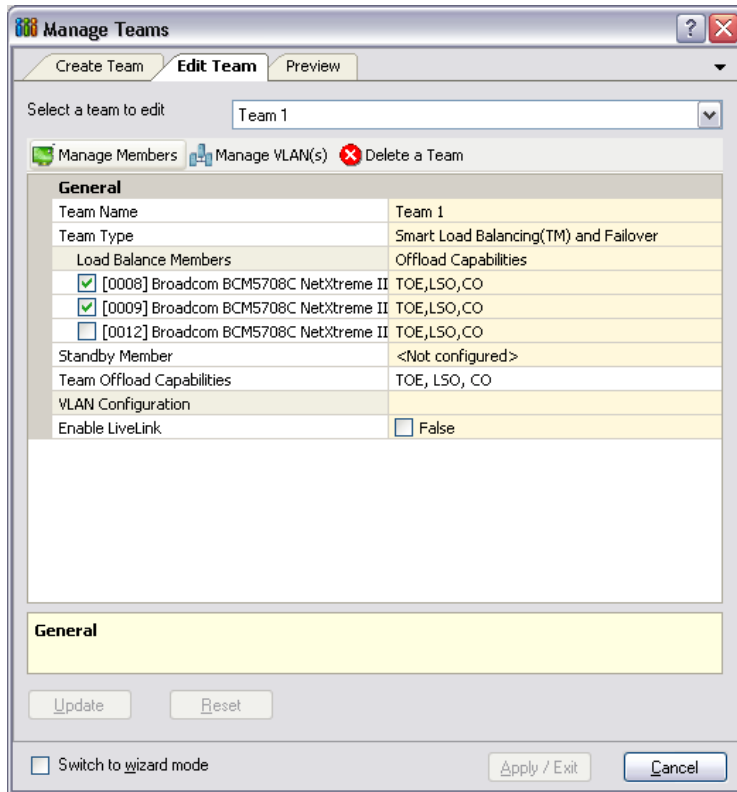 Manage Teams
?
Create Team Edit Team Preview
Select a team to edit Team 1
Manage Members Manage VLAN(s) Delete a Team
General
Team Name Team 1
Team Type Smart Load Balancing(TM) and Failover
Load Balance Members Offload Capabilities
[0008] Broadcom BCM5708C NetXtreme II TOE,LSO,CO
[0009] Broadcom BCM5708C NetXtreme II TOE,LSO,CO
[0012] Broadcom BCM5708C NetXtreme II TOE,LSO,CO
Standby Member <Not configured>
Team Offload Capabilities TOE, LSO, CO
VLAN Configuration
Enable LiveLink False
General
Update Reset
Switch to wizard mode Apply / Exit Cancel